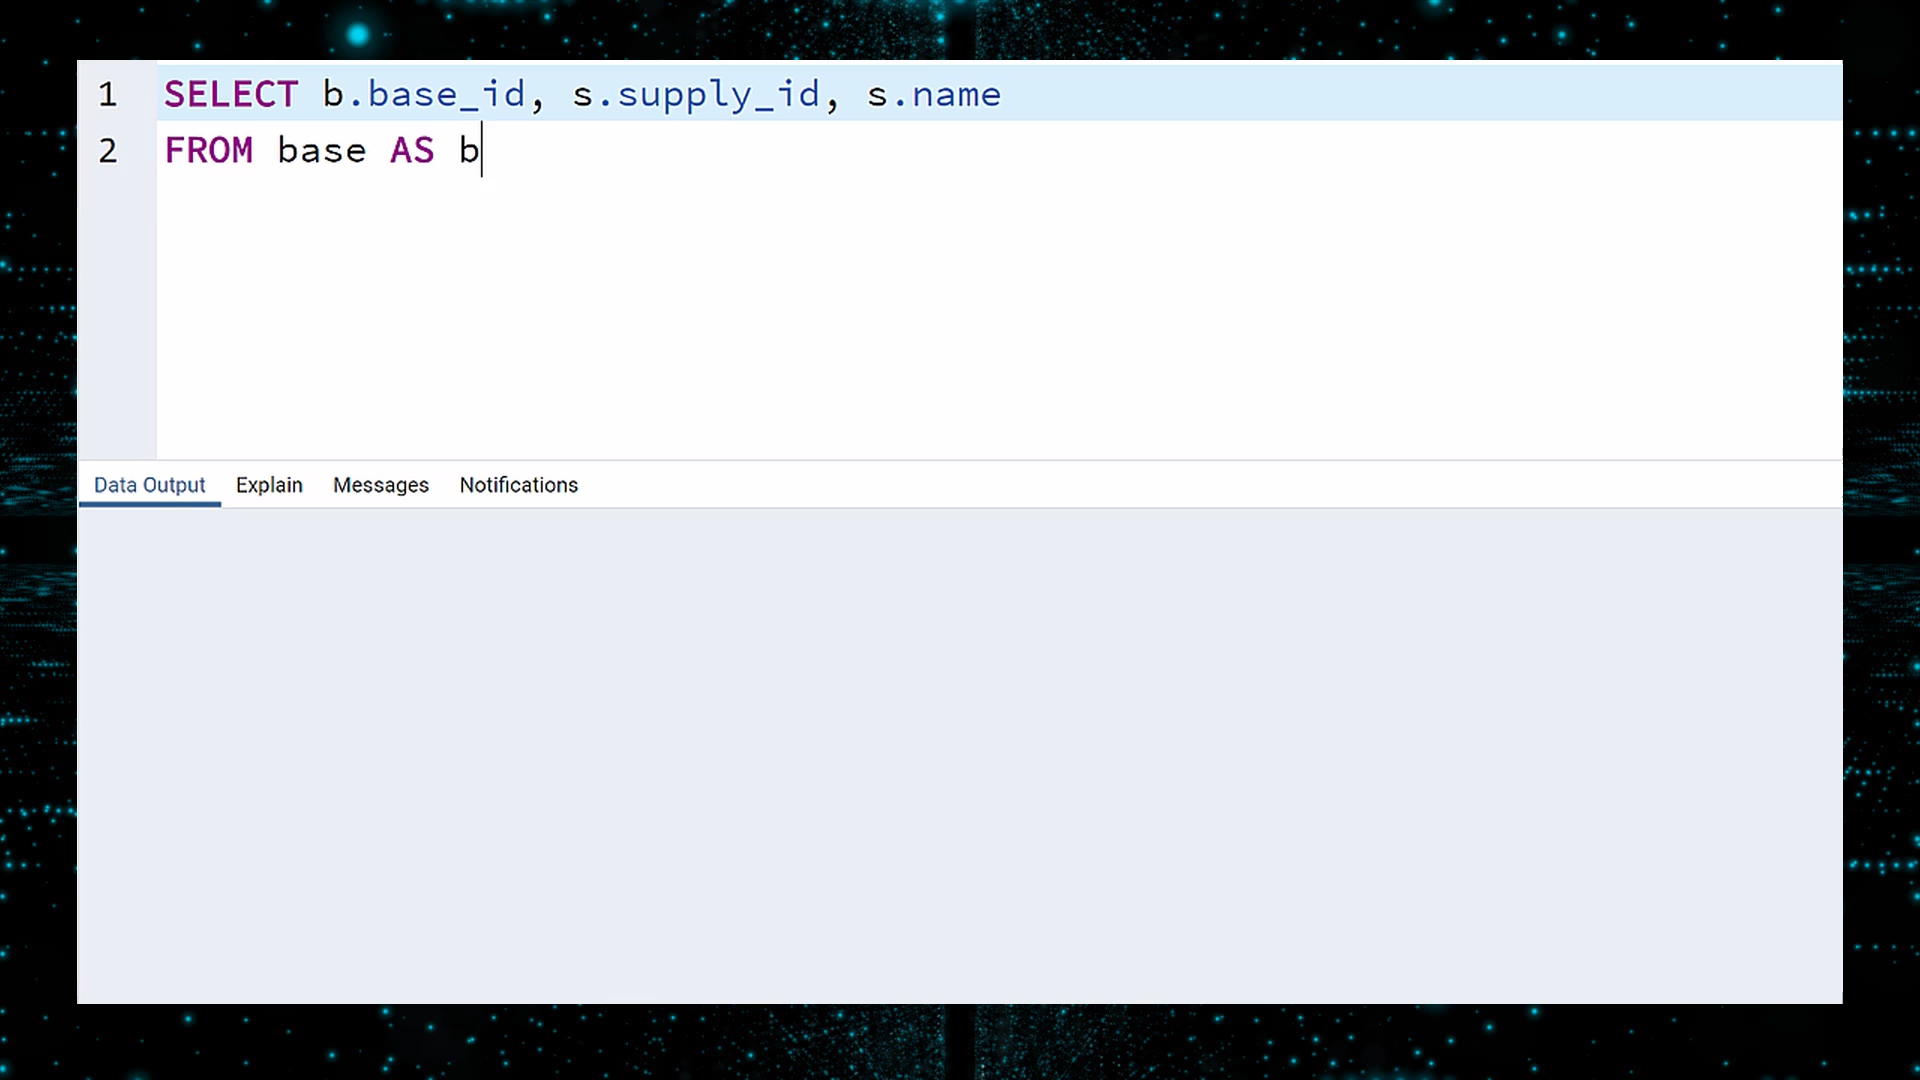 1 SELECT b.base_id, s.supply_id, s.name
2 FROM base AS b
Data Output Explain Messages Notifications